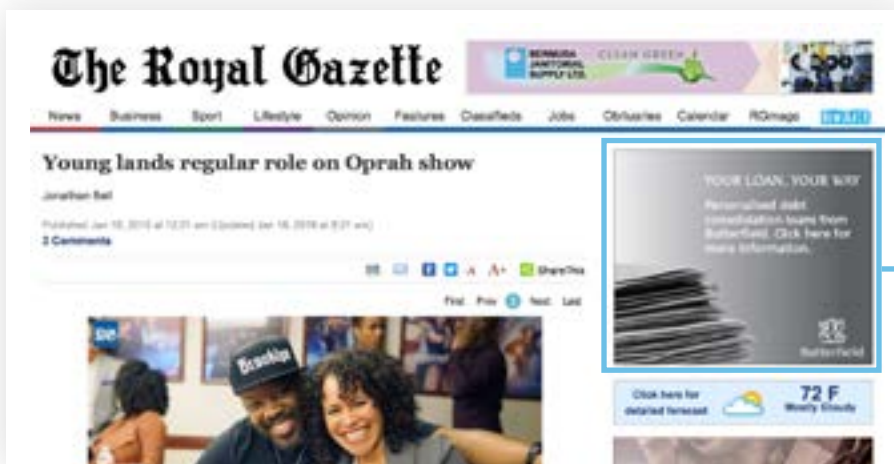 The Royal Gazette
BERMUDA
JANITORIAL
SUPPLY LTD.
CLEAN GREEN
News Business Sport Lifestyle Opinion Features Classifieds Jobs Obituaries Calendar RGmags
Young lands regular role on Oprah show
Jonathan Bell
2 Comments
A A+ ShareThis
First Prev Next Last
YOUR LOAN, YOUR WAY
Personalised debt
consolidation loans from
Butterfield. Click here for
more information.
Butterfield
Brooklyn
Click here for
detailed forecast
72 F
Mostly Cloudy